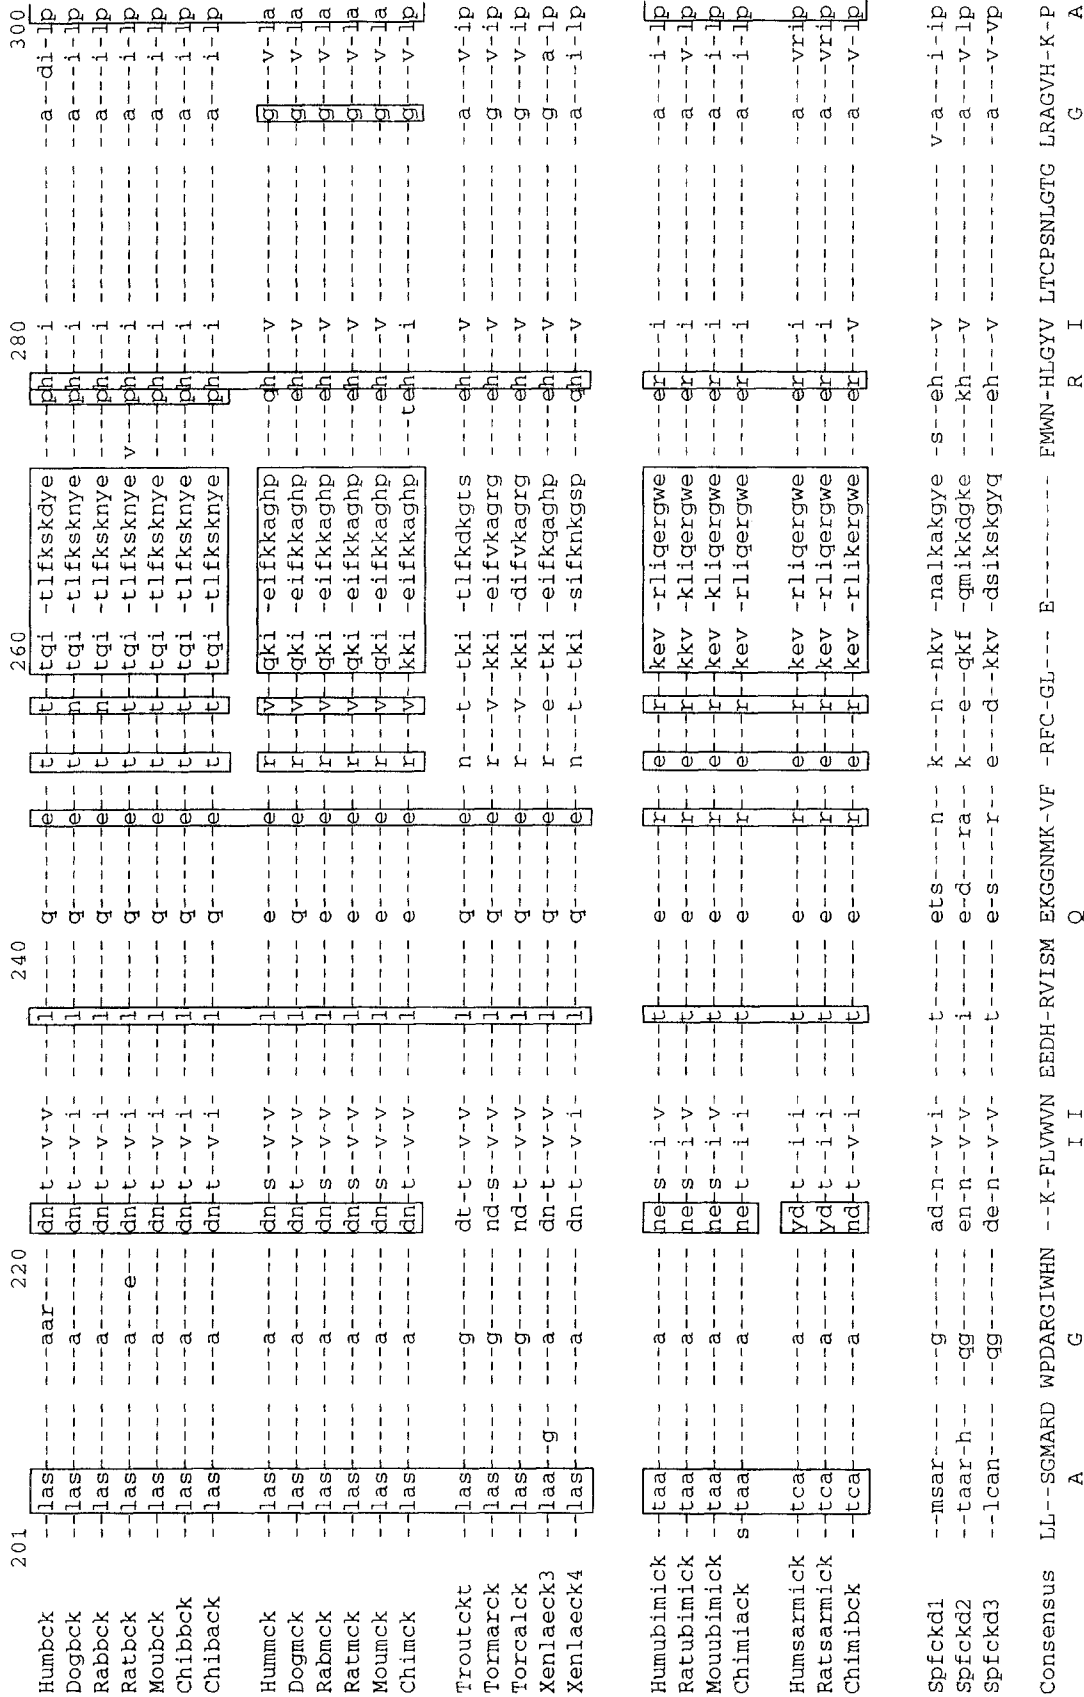 201 220 240 260 280 300
Humbck --las----- ---aar---- dn-t--v-v- ----l----- q------e-- t---t--tqi -tlfkskdye ---ph----i ---------- --a--di-lp
Dogbck --las----- ---a------ dn-t--v-i- ----l----- q------e-- t---n--tqi -tlfksknye ---ph----i ---------- --a---i-lp
Rabbck --las----- ---a------ dn-t--v-i- ----l----- q------e-- t---n--tqi -tlfksknye ---ph----i ---------- --a---i-lp
Ratbck --las----- ---a---e-- dn-t--v-i- ----l----- q------e-- t---t--tqi -tlfksknye v--ph----i ---------- --a---i-lp
Moubck --las----- ---a------ dn-t--v-i- ----l----- q------e-- t---t--tqi -tlfksknye ---ph----i ---------- --a---i-lp
Chibbck --las----- ---a------ dn-t--v-i- ----l----- q------e-- t---t--tqi -tlfksknye ---ph----i ---------- --a---i-lp
Chiback --las----- ---a------ dn-t--v-i- ----l----- q------e-- t---t--tqi -tlfksknye ---ph----i ---------- --a---i-lp
Hummck --las----- ---a------ dn-s--v-v- ----l----- e------e-- r---v--qki -eifkkaghp ---qh----v ---------- --g---v-la
Dogmck --las----- ---a------ dn-t--v-v- ----l----- q------e-- r---v--qki -eifkkaghp ---eh----v ---------- --g---v-la
Rabmck --las----- ---a------ dn-s--v-v- ----l----- e------e-- r---v--qki -eifkkaghp ---eh----v ---------- --g---v-la
Ratmck --las----- ---a------ dn-s--v-v- ----l----- e------e-- r---v--qki -eifkkaghp ---eh----v ---------- --g---v-la
Moumck --las----- ---a------ dn-s--v-v- ----l----- e------e-- r---v--qki -eifkkaghp ---eh----v ---------- --g---v-la
Chimck --las----- ---a------ dn-t--v-v- ----l----- e------e-- r---v--kki -eifkkaghp --teh----i ---------- --g---v-lp
Troutckt --las----- ---g------ dt-t--v-v- ----l----- q------e-- n---t--tki -tlfkdkgts ---eh----v ---------- --a---v-ip
Tormarck --las----- ---g------ nd-s--v-v- ----l----- q------e-- r---v--kki -eifvkagrg ---eh----v ---------- --g---v-ip
Torcalck --las----- ---g------ nd-t--v-v- ----l----- q------e-- r---v--kki -difvkagrg ---eh----v ---------- --g---v-ip
Xenlaeck3 --laa--g-- ---a------ dn-t--v-v- ----l----- q------e-- r---e--tki -eifkqaghp ---eh----v ---------- --g---a-lp
Xenlaeck4 --las----- ---a------ dn-t--v-i- ----l----- q------e-- n---t--tki -sifknkgsp ---qh----v ---------- --a---i-lp
Humubimick --taa----- ---a------ ne-s--i-v- ----t----- e------r-- e---r--kev -rliqergwe ---er----i ---------- --a---i-lp
Ratubimick --taa----- ---a------ ne-s--i-v- ----t----- e------r-- e---r--kkv -kliqergwe ---er----i ---------- --a---v-lp
Moubimick --taa----- ---a------ ne-s--i-v- ----t----- e------r-- e---r--kev -kliqergwe ---er----i ---------- --a---i-lp
Chimiack -staa----- ---a------ ne-t--i-i- ----t----- e------r-- e---r--kev -rliqergwe ---er----i ---------- --a---i-lp
Humsarmick --tca----- ---a------ yd-t--i-i- ----t----- e------r-- e---r--kev -rliqergwe ---er----i ---------- --a---vrip
Ratsarmick --tca----- ---a------ yd-t--i-i- ----t----- e------r-- e---r--kev -rliqergwe ---er----i ---------- --a---vrip
Chimibck --tca----- ---a------ nd-t--v-i- ----t----- e------r-- e---r--kev -rlikergwe ---er----v ---------- --a---v-lp
Spfckd1 --msar---- ---g------ ad-n--v-i- ----t----- ets----n-- k---n--nkv -nalkakgye -s-eh----v ---------- v-a---i-ip
Spfckd2 --taar-h-- --qg------ en-n--v-v- ----i----- e-d----ra- k---e--qkf -qmikkdgke ---kh----v ---------- --a---v-lp
Spfckd3 --lcan---- --qg------ de-n--v-v- ----t----- e-s----r-- e---d--kkv -dsikskgyq ---eh----v ---------- --a---v-vp
Consensus LL--SGMARD WPDARGIWHN --K-FLVWVN EEDH-RVISM EKGGNMK-VF -RFC-GL--- E--------- FMWN-HLGYV LTCPSNLGTG LRAGVH-K-P
A G I I Q R I G A